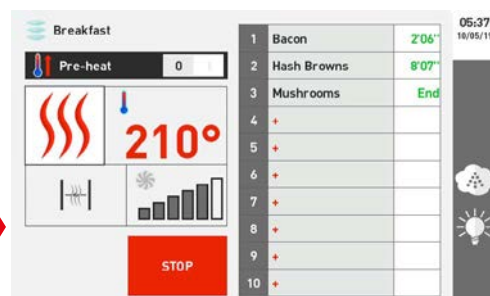 Breakfast
Pre-heat 0 I
210°
STOP
1 Bacon 2'06''
2 Hash Browns 8'07''
3 Mushrooms End
4 +
5 +
6 +
7 +
8 +
9 +
10 +
05:37